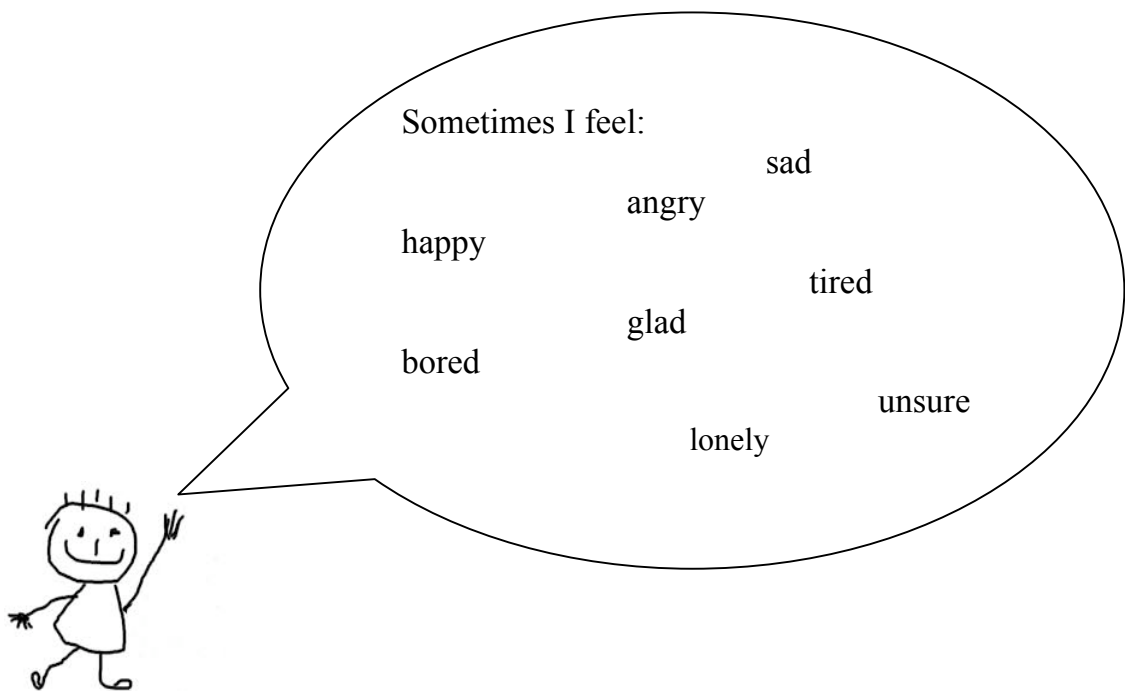 Sometimes I feel:
sad
angry
happy
tired
glad
bored
unsure
lonely